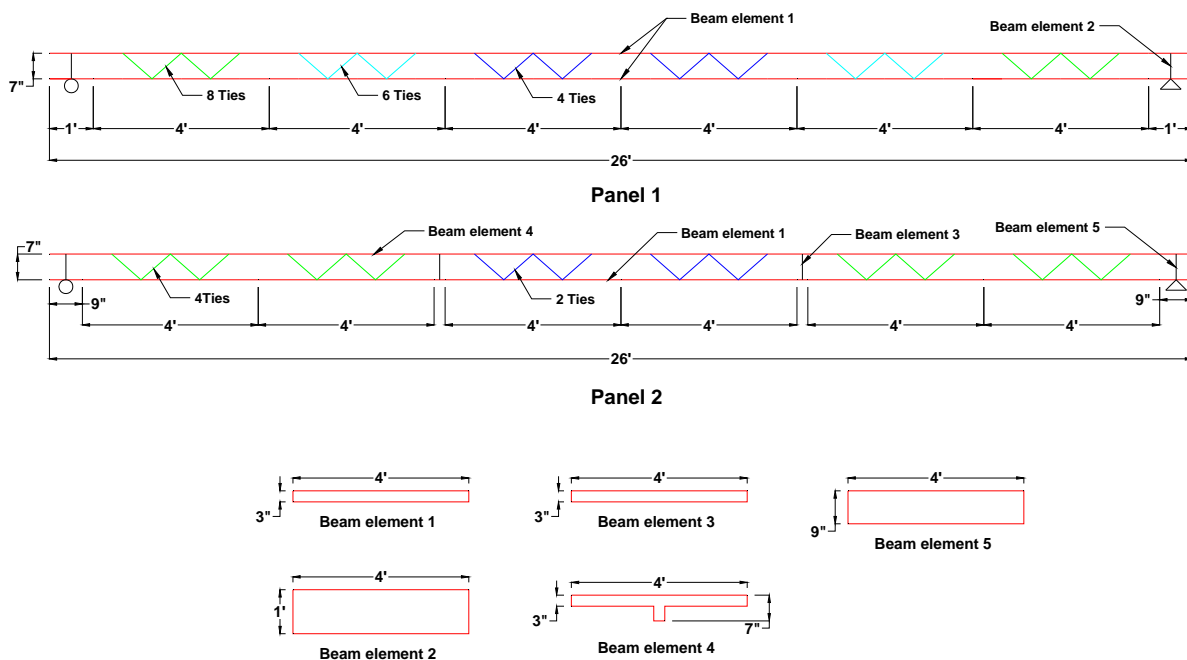 Beam element 1
Beam element 2
7"
8 Ties
6 Ties
4 Ties
1'
4'
4'
4'
4'
4'
4'
1'
26'
Panel 1
7"
Beam element 4
Beam element 1
Beam element 3
Beam element 5
4Ties
2 Ties
9"
9"
4'
4'
4'
4'
4'
4'
26'
Panel 2
4'
4'
4'
3"
3"
9"
Beam element 1
Beam element 3
Beam element 5
4'
4'
1'
3"
7"
Beam element 2
Beam element 4